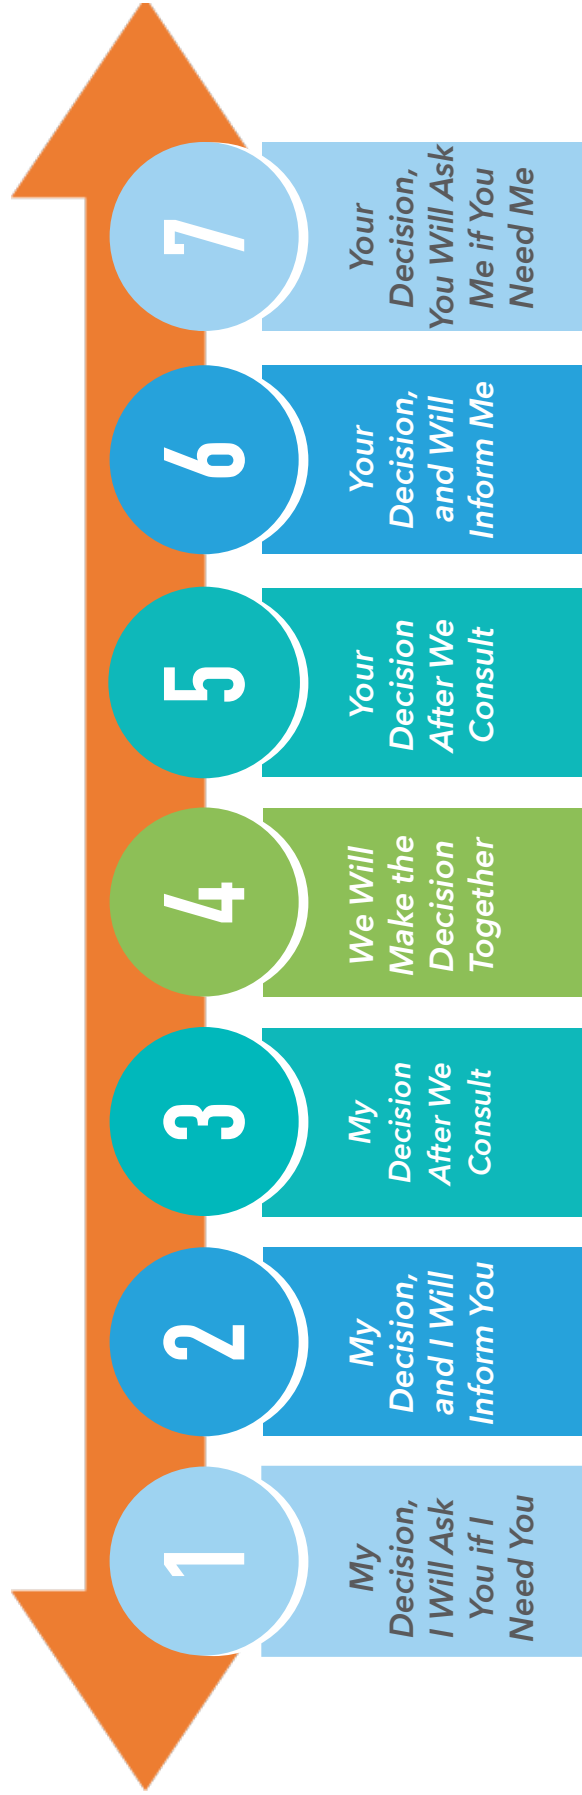 1
My
Decision,
I Will Ask
You if I
Need You
2
My
Decision,
and I Will
Inform You
3
My
Decision
After We
Consult
4
We Will
Make the
Decision
Together
5
Your
Decision
After We
Consult
6
Your
Decision,
and Will
Inform Me
7
Your
Decision,
You Will Ask
Me if You
Need Me